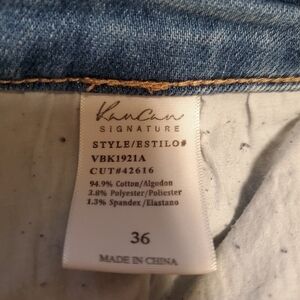 KanCan
SIGNATURE
STYLE/ESTILO#
VBK1921A
CUT#42616
94.9% Cotton/Algodon
3.8% Polyester/Poliester
1.3% Spandex/Elastano
36
MADE IN CHINA